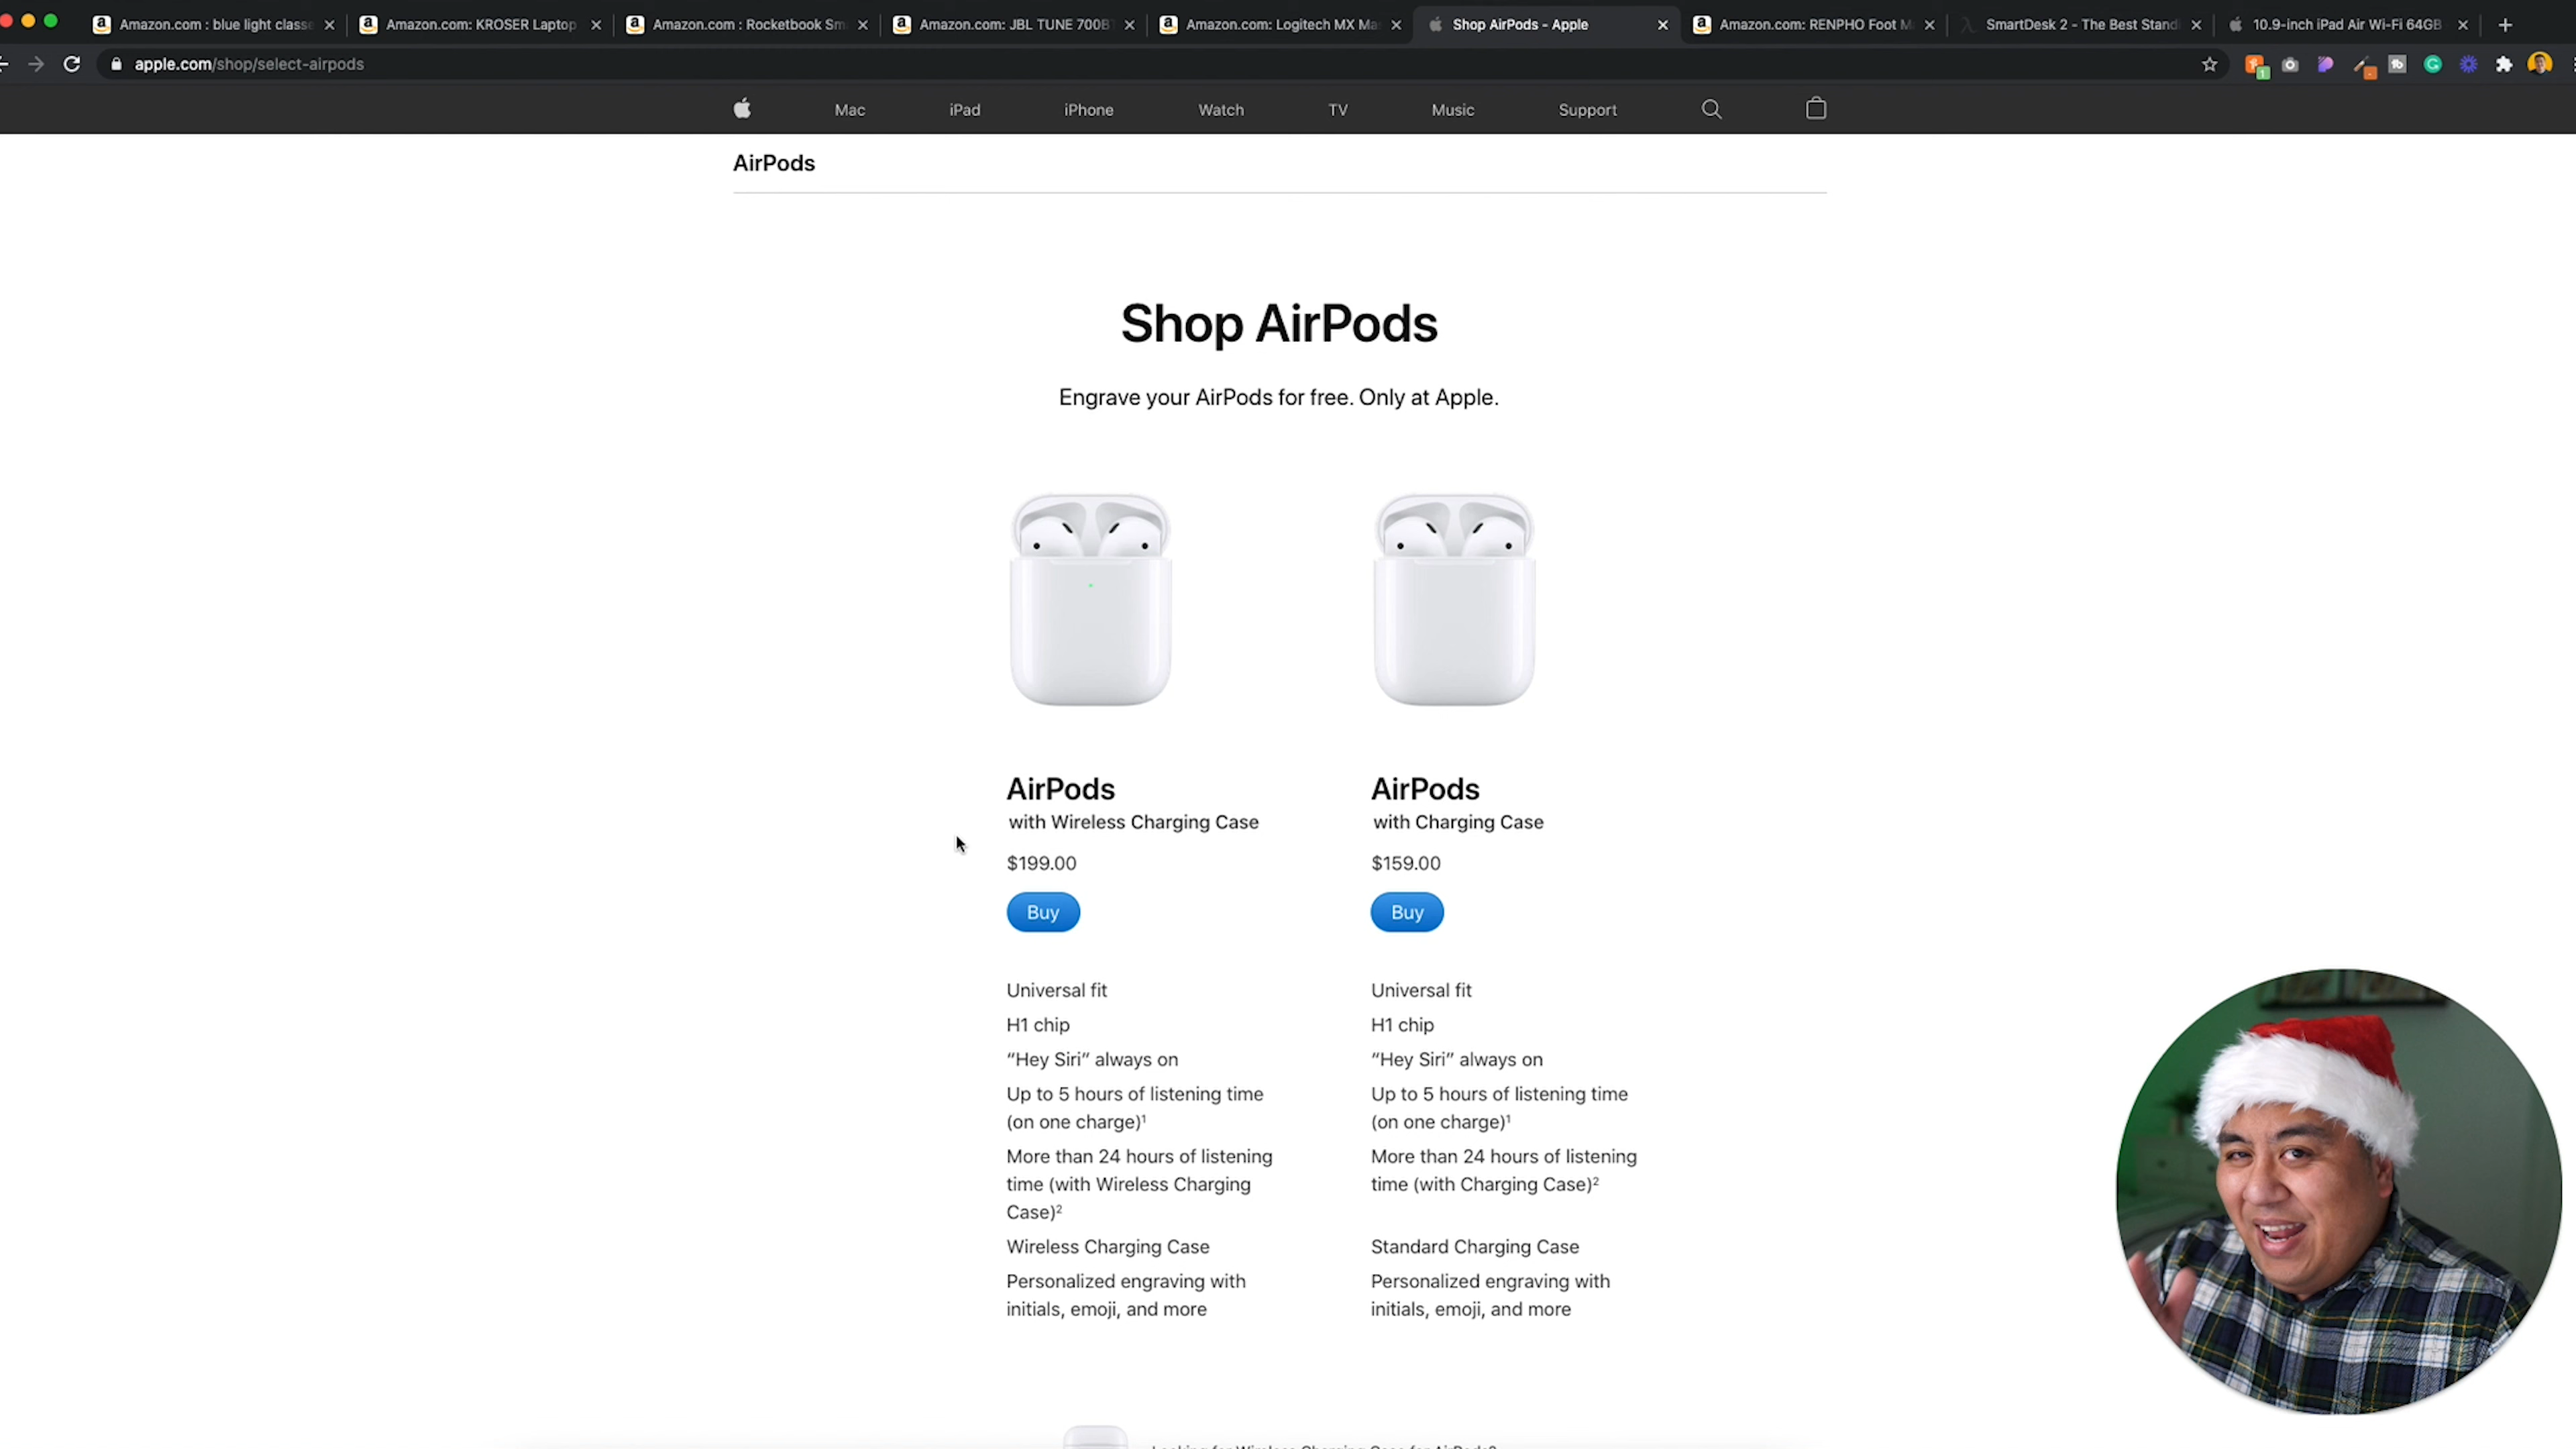 Amazon.com : blue light classe
Amazon.com: KROSER Laptop
Amazon.com : Rocketbook Sm
Amazon.com: JBL TUNE 700B
Amazon.com: Logitech MX Ma
Shop AirPods - Apple
Amazon.com: RENPHO Foot M
SmartDesk 2 - The Best Stand
10.9-inch iPad Air Wi-Fi 64GB
apple.com/shop/select-airpods
Mac
iPad
iPhone
Watch
TV
Music
Support
AirPods
Shop AirPods
Engrave your AirPods for free. Only at Apple.
AirPods
with Wireless Charging Case
$199.00
Buy
Universal fit
H1 chip
“Hey Siri” always on
Up to 5 hours of listening time
(on one charge)¹
More than 24 hours of listening
time (with Wireless Charging
Case)²
Wireless Charging Case
Personalized engraving with
initials, emoji, and more
AirPods
with Charging Case
$159.00
Buy
Universal fit
H1 chip
“Hey Siri” always on
Up to 5 hours of listening time
(on one charge)¹
More than 24 hours of listening
time (with Charging Case)²
Standard Charging Case
Personalized engraving with
initials, emoji, and more